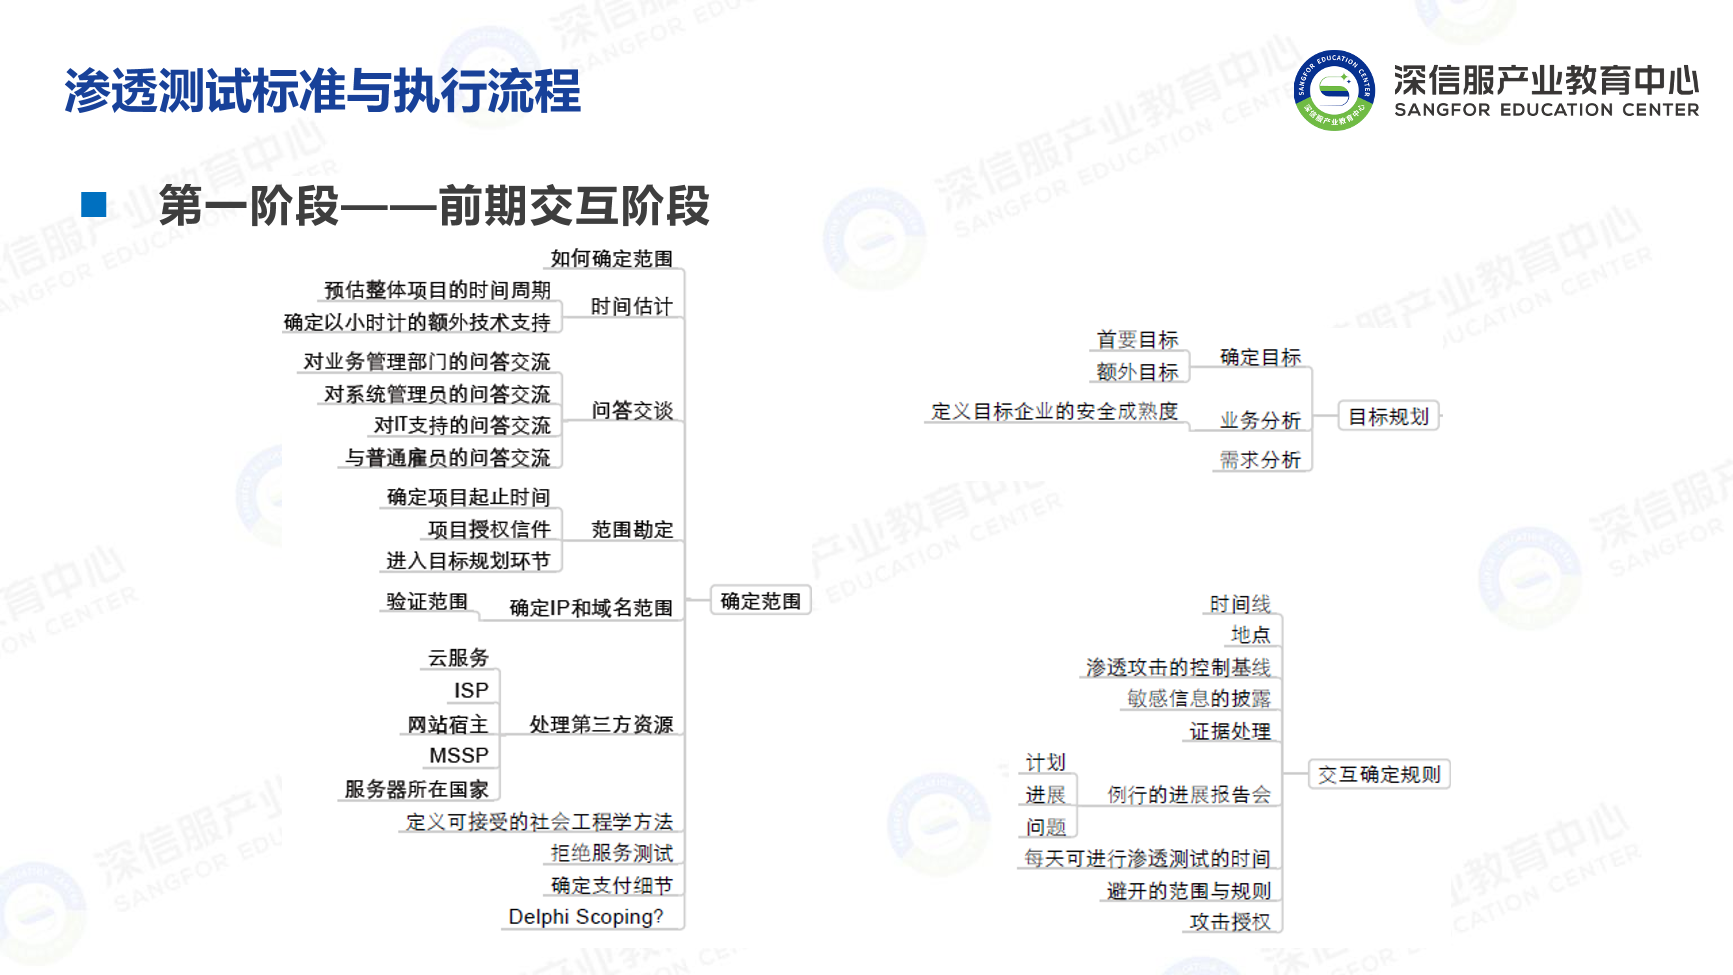 渗透测试标准与执行流程
深信服产业教育中心
SANGFOR EDUCATION CENTER
第一阶段——前期交互阶段
如何确定范围
预估整体项目的时间周期
确定以小时计的额外技术支持
时间估计
对业务管理部门的问答交流
对系统管理员的问答交流
对IT支持的问答交流
与普通雇员的问答交流
问答交谈
确定项目起止时间
项目授权信件
进入目标规划环节
范围勘定
验证范围
确定IP和域名范围
云服务
ISP
网站宿主
MSSP
服务器所在国家
处理第三方资源
定义可接受的社会工程学方法
拒绝服务测试
确定支付细节
Delphi Scoping?
确定范围
首要目标
额外目标
确定目标
定义目标企业的安全成熟度
业务分析
需求分析
目标规划
时间线
地点
渗透攻击的控制基线
敏感信息的披露
证据处理
计划
进展
问题
例行的进展报告会
每天可进行渗透测试的时间
避开的范围与规则
攻击授权
交互确定规则